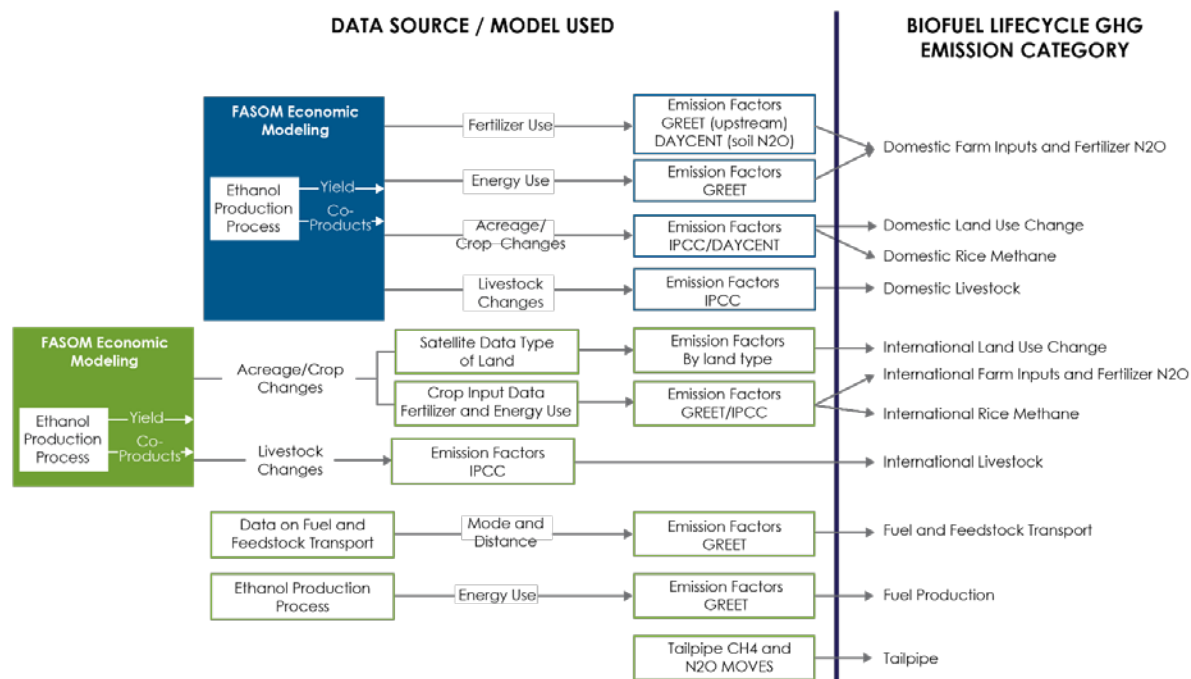 DATA SOURCE / MODEL USED
BIOFUEL LIFECYCLE GHG
EMISSION CATEGORY
FASOM Economic
Modeling
Ethanol
Production
Process
Yield
Co-
Products
Fertilizer Use
Emission Factors
GREET (upstream)
DAYCENT (soil N2O)
Domestic Farm Inputs and Fertilizer N2O
Energy Use
Emission Factors
GREET
Acreage/
Crop Changes
Emission Factors
IPCC/DAYCENT
Domestic Land Use Change
Domestic Rice Methane
Livestock
Changes
Emission Factors
IPCC
Domestic Livestock
FASOM Economic
Modeling
Ethanol
Production
Process
Yield
Co-
Products
Acreage/Crop
Changes
Satellite Data Type
of Land
Emission Factors
By land type
International Land Use Change
Crop Input Data
Fertilizer and Energy Use
Emission Factors
GREET/IPCC
International Farm Inputs and Fertilizer N2O
International Rice Methane
Livestock
Changes
Emission Factors
IPCC
International Livestock
Data on Fuel and
Feedstock Transport
Mode and
Distance
Emission Factors
GREET
Fuel and Feedstock Transport
Ethanol Production
Process
Energy Use
Emission Factors
GREET
Fuel Production
Tailpipe CH4 and
N2O MOVES
Tailpipe